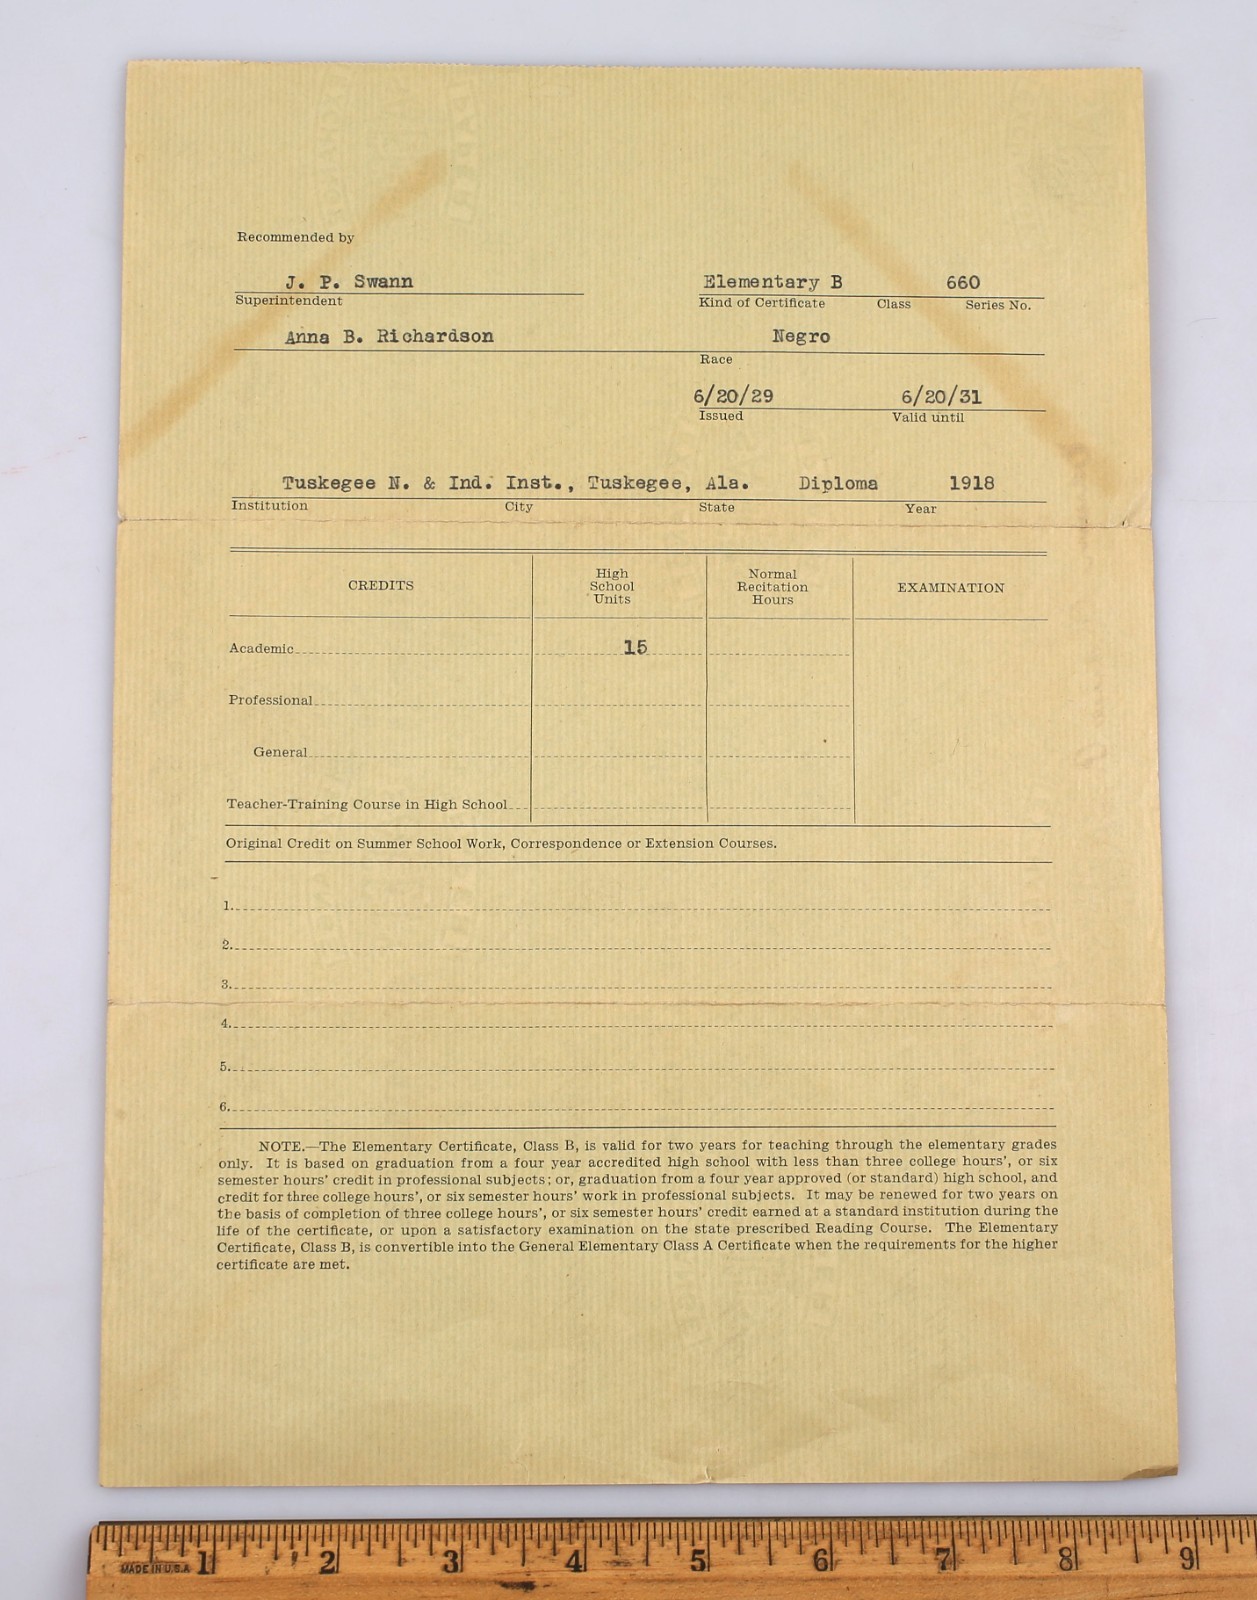 Recommended by
J. P. Swann Elementary B 660
Superintendent Kind of Certificate Class Series No.
Anna B. Richardson Negro
Race
6/20/29 6/20/31
Issued Valid until
Tuskegee N. & Ind. Inst., Tuskegee, Ala. Diploma 1918
Institution City State Year
CREDITS High School Units Normal Recitation Hours EXAMINATION
Academic 15
Professional
General
Teacher-Training Course in High School
Original Credit on Summer School Work, Correspondence or Extension Courses.
1.
2.
3.
4.
5.
6.
NOTE.—The Elementary Certificate, Class B, is valid for two years for teaching through the elementary grades
only. It is based on graduation from a four year accredited high school with less than three college hours', or six
semester hours' credit in professional subjects; or, graduation from a four year approved (or standard) high school, and
credit for three college hours', or six semester hours' work in professional subjects. It may be renewed for two years on
the basis of completion of three college hours', or six semester hours' credit earned at a standard institution during the
life of the certificate, or upon a satisfactory examination on the state prescribed Reading Course. The Elementary
Certificate, Class B, is convertible into the General Elementary Class A Certificate when the requirements for the higher
certificate are met.
MADE IN U.S.A. 1 2 3 4 5 6 7 8 9